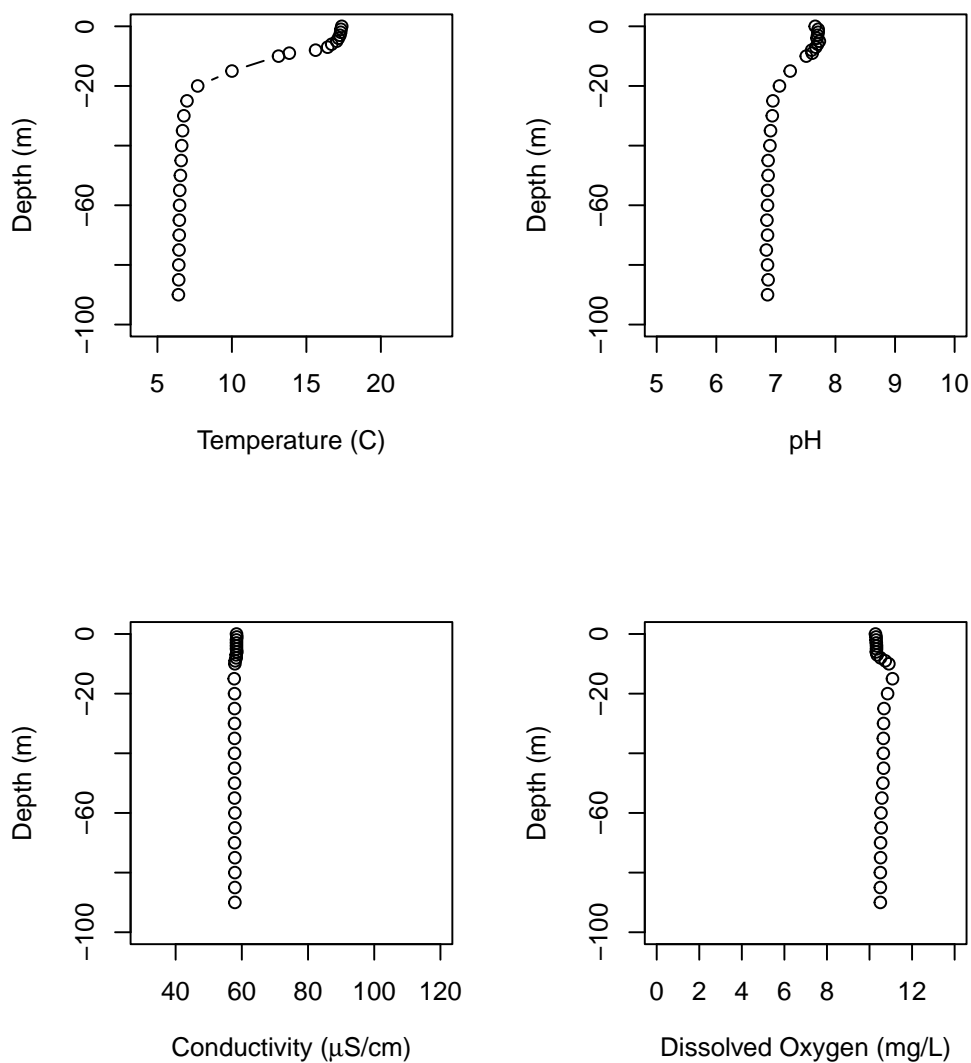 0
−20
−60
−100
Depth (m)
5 10 15 20
Temperature (C)
0
−20
−60
−100
Depth (m)
5 6 7 8 9 10
pH
0
−20
−60
−100
Depth (m)
40 60 80 100 120
Conductivity (μS/cm)
0
−20
−60
−100
Depth (m)
0 2 4 6 8 12
Dissolved Oxygen (mg/L)